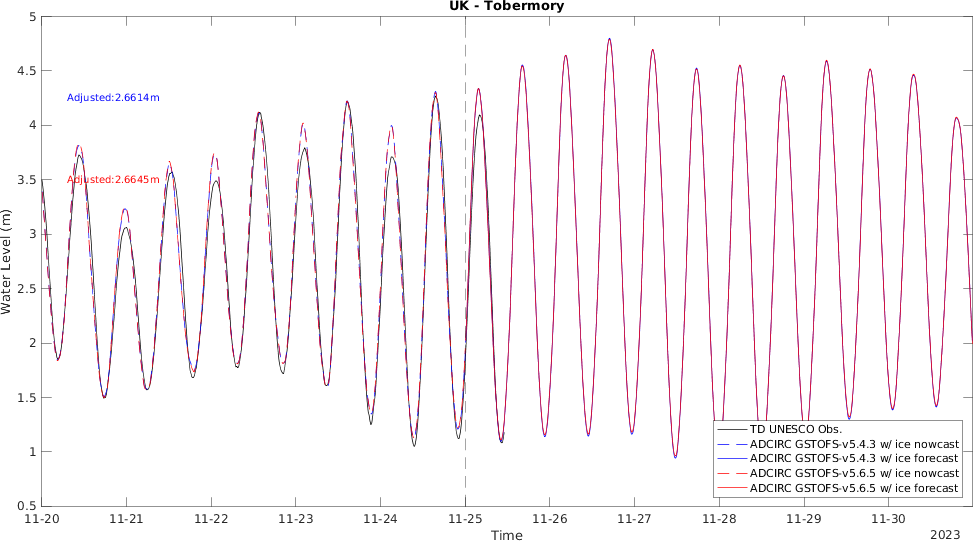 UK - Tobermory
5
4.5
4
3.5
3
2.5
2
1.5
1
0.5
Water Level (m)
Adjusted:2.6614m
Adjusted:2.6645m
TD UNESCO Obs.
ADCIRC GSTOFS-v5.4.3 w/ ice nowcast
ADCIRC GSTOFS-v5.4.3 w/ ice forecast
ADCIRC GSTOFS-v5.6.5 w/ ice nowcast
ADCIRC GSTOFS-v5.6.5 w/ ice forecast
11-20 11-21 11-22 11-23 11-24 11-25 11-26 11-27 11-28 11-29 11-30
Time
2023